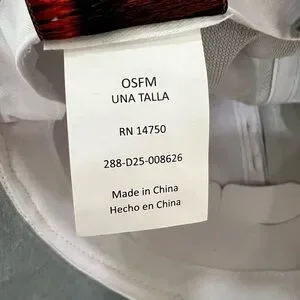 OSFM
UNA TALLA
RN 14750
288-D25-008626
Made in China
Hecho en China